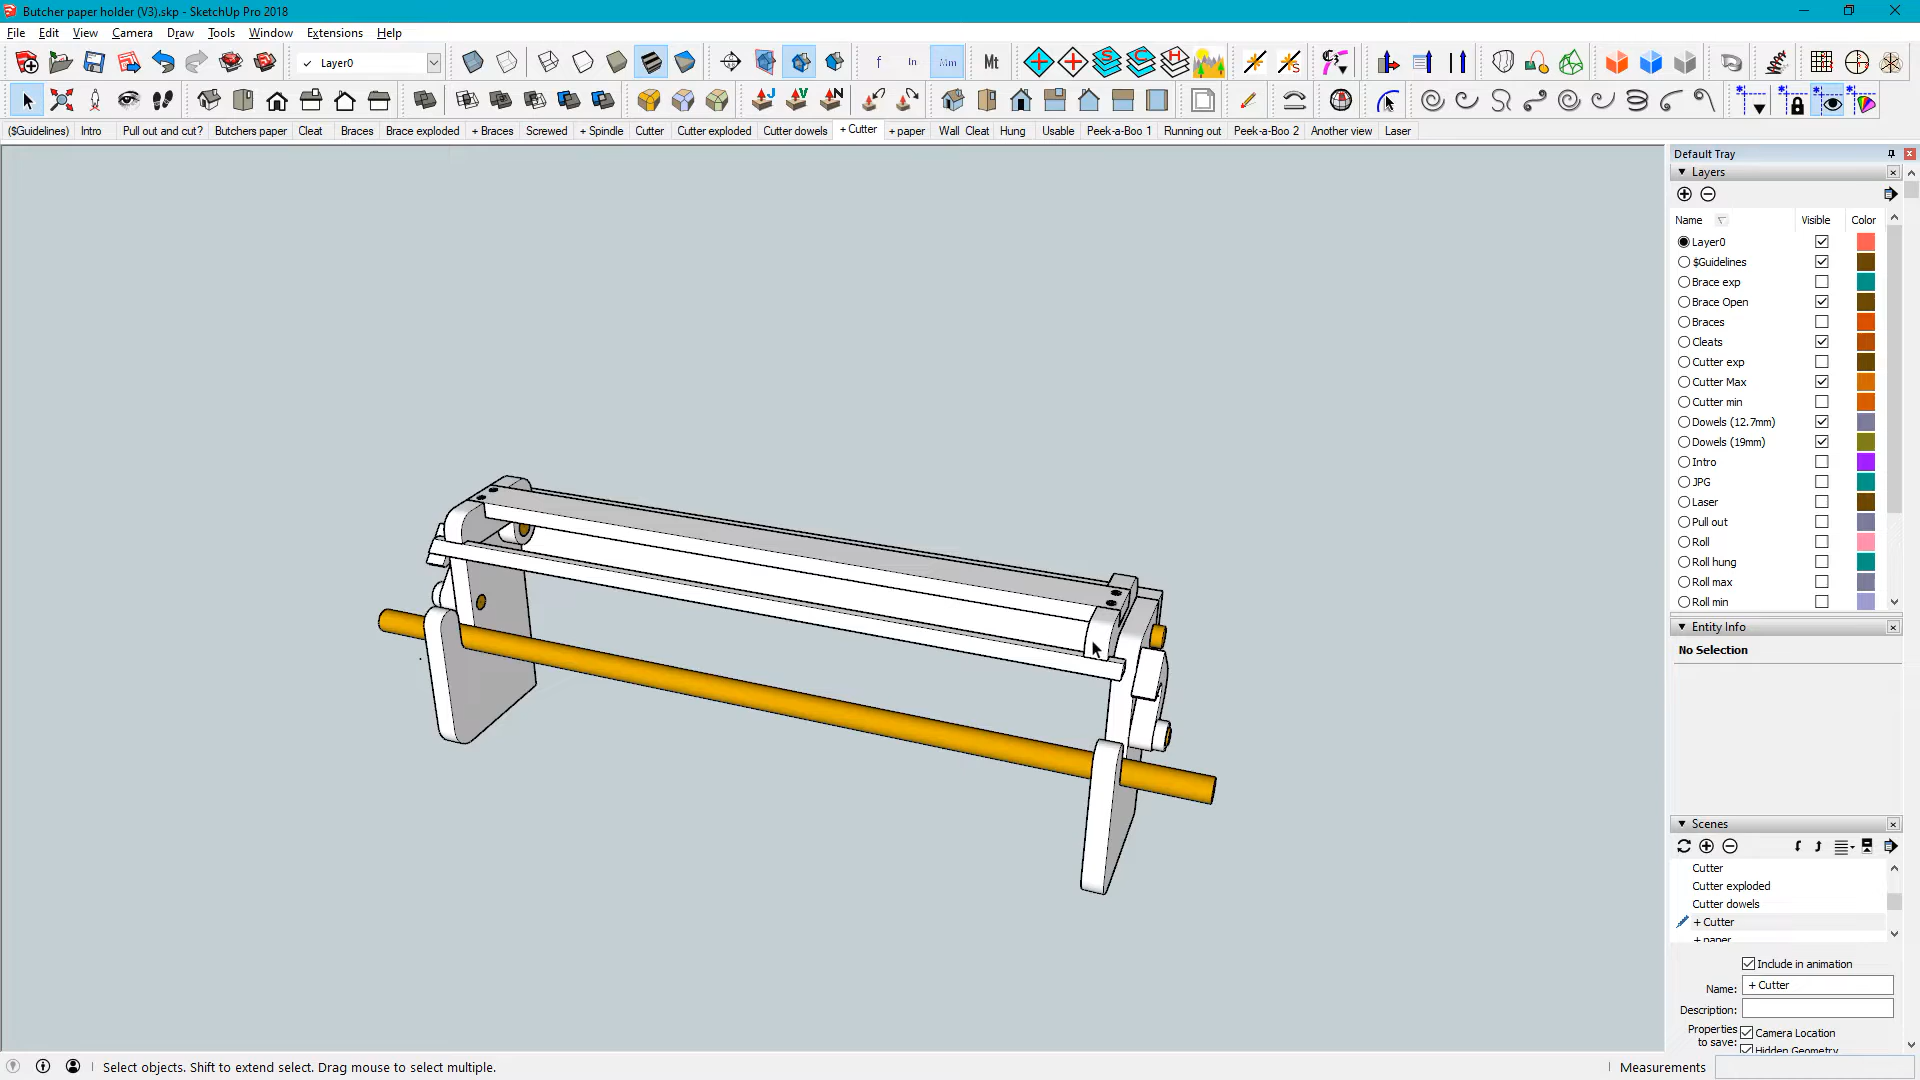 Butcher paper holder (V3).skp - SketchUp Pro 2018
File Edit View Camera Draw Tools Window Extensions Help
✓ Layer0
f In Mm Mt
($Guidelines) Intro Pull out and cut? Butchers paper Cleat Braces Brace exploded + Braces Screwed + Spindle Cutter Cutter exploded Cutter dowels + Cutter + paper Wall Cleat Hung Usable Peek-a-Boo 1 Running out Peek-a-Boo 2 Another view Laser
Default Tray
Layers
Name Visible Color
Layer0
$Guidelines
Brace exp
Brace Open
Braces
Cleats
Cutter exp
Cutter Max
Cutter min
Dowels (12.7mm)
Dowels (19mm)
Intro
JPG
Laser
Pull out
Roll
Roll hung
Roll max
Roll min
Entity Info
No Selection
Scenes
Cutter
Cutter exploded
Cutter dowels
+ Cutter
+ paper
Include in animation
Name: + Cutter
Description:
Properties to save: Camera Location
Hidden Geometry
Select objects. Shift to extend select. Drag mouse to select multiple.
Measurements